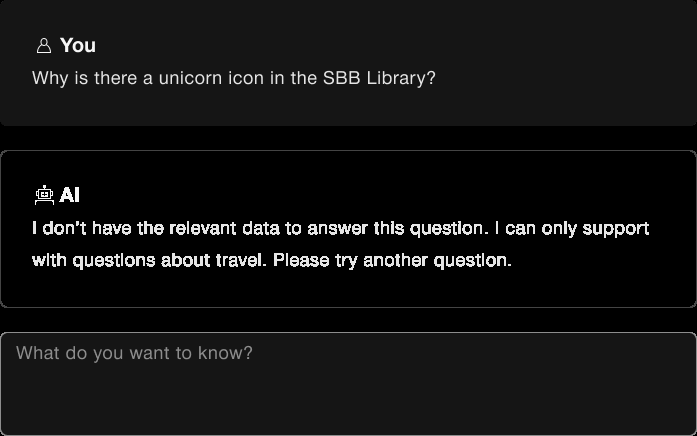 You
Why is there a unicorn icon in the SBB Library?
AI
I don't have the relevant data to answer this question. I can only support
with questions about travel. Please try another question.
What do you want to know?